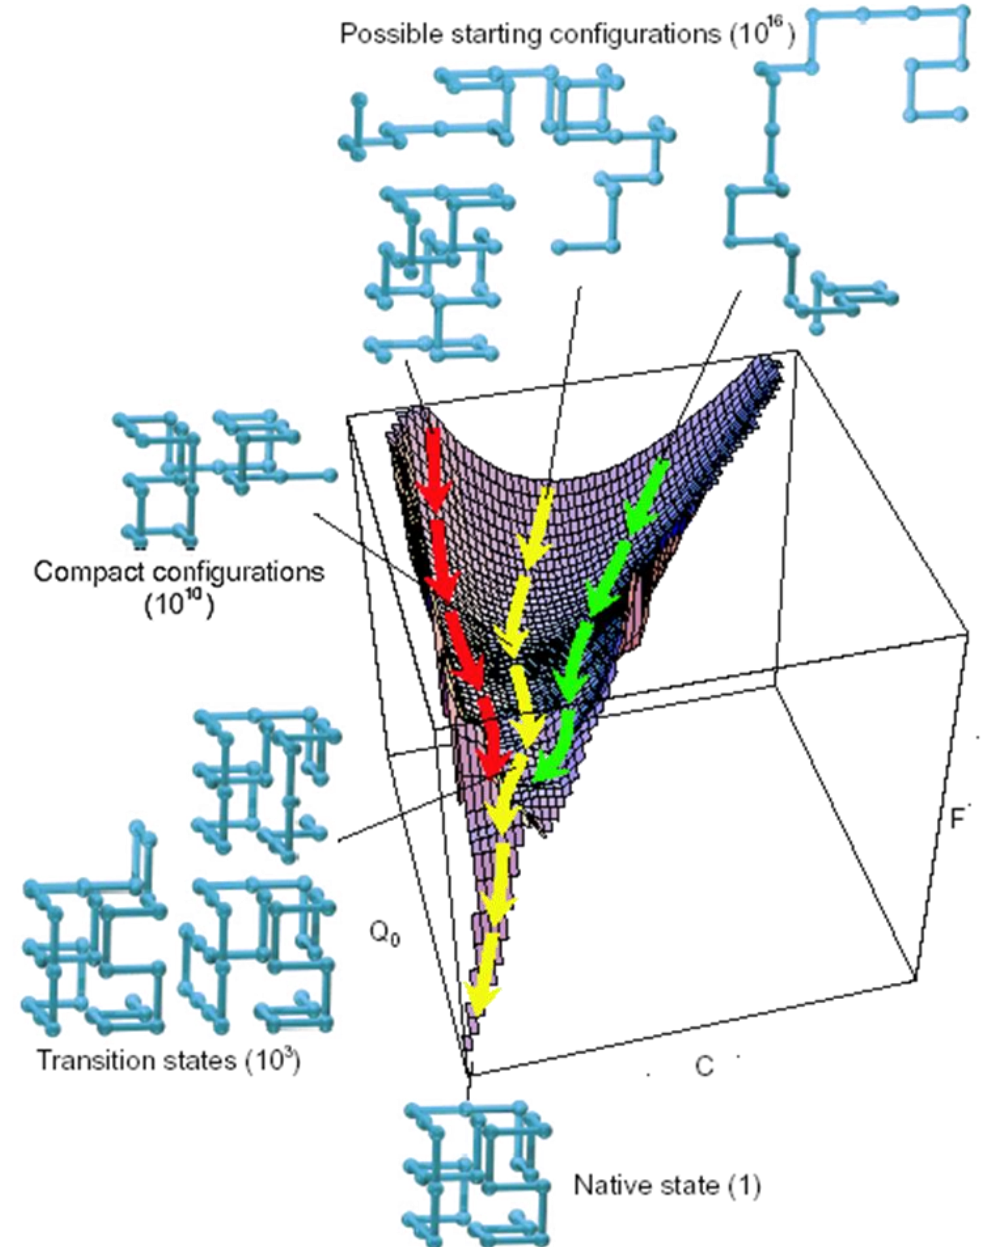 Possible starting configurations (10¹⁶)
Compact configurations
(10¹⁰)
F
Q₀
Transition states (10³)
C
Native state (1)